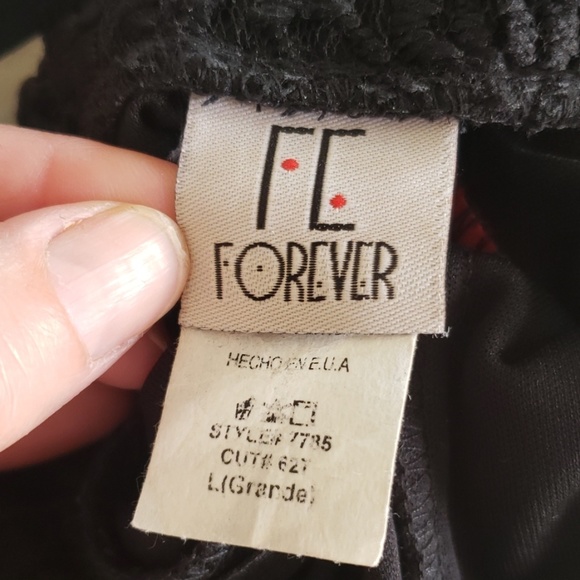 FE
FOREVER
HECHO EN E.U.A
STYLE# 7785
CUT# 627
L(Grande)